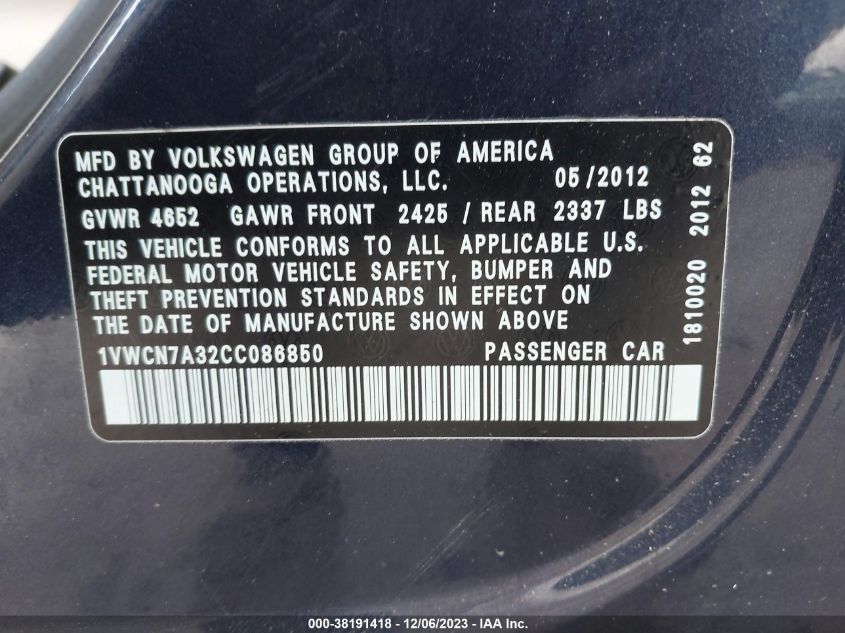 MFD BY VOLKSWAGEN GROUP OF AMERICA
CHATTANOOGA OPERATIONS, LLC. 05/2012
GVWR 4652 GAWR FRONT 2425 / REAR 2337 LBS
THIS VEHICLE CONFORMS TO ALL APPLICABLE U.S.
FEDERAL MOTOR VEHICLE SAFETY, BUMPER AND
THEFT PREVENTION STANDARDS IN EFFECT ON
THE DATE OF MANUFACTURE SHOWN ABOVE
1VWCN7A32CC086850 PASSENGER CAR
1810020 2012 62
000-38191418 - 12/06/2023 - IAA Inc.